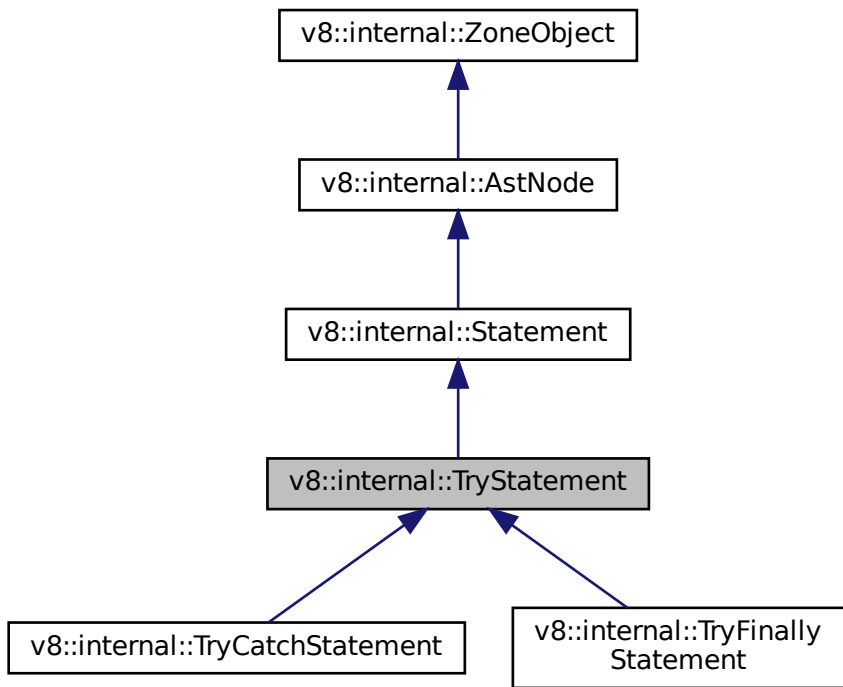 v8::internal::ZoneObject
v8::internal::AstNode
v8::internal::Statement
v8::internal::TryStatement
v8::internal::TryCatchStatement
v8::internal::TryFinally
Statement